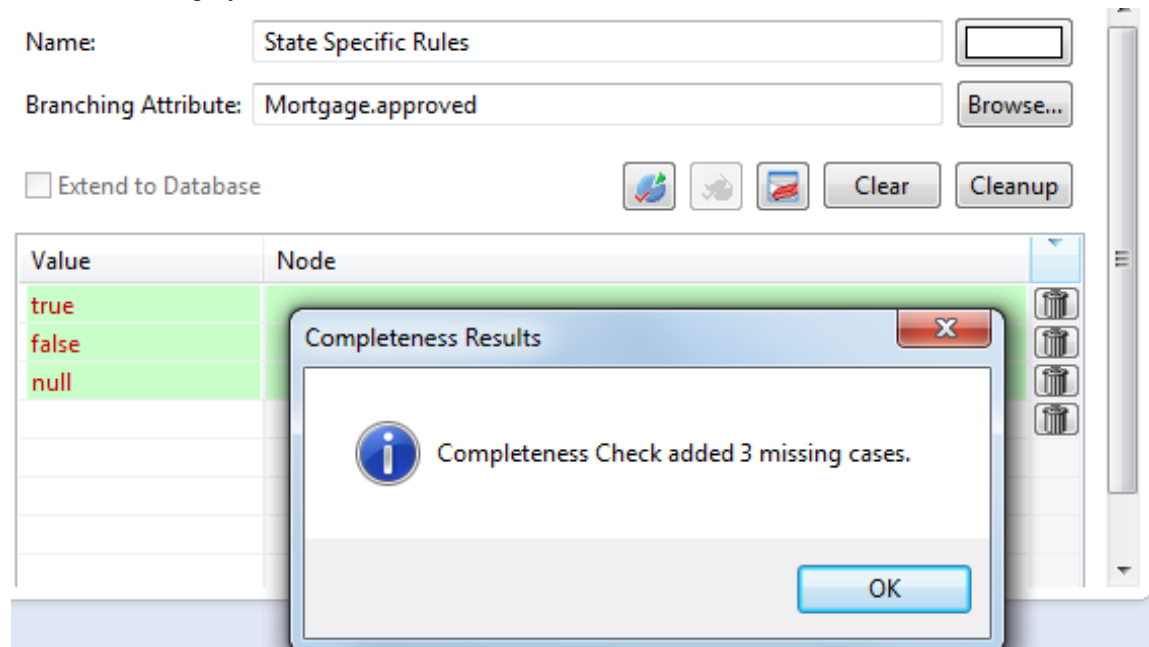 Name: State Specific Rules
Branching Attribute: Mortgage.approved Browse...
Extend to Database Clear Cleanup
Value Node
true
false
null
Completeness Results
Completeness Check added 3 missing cases.
OK